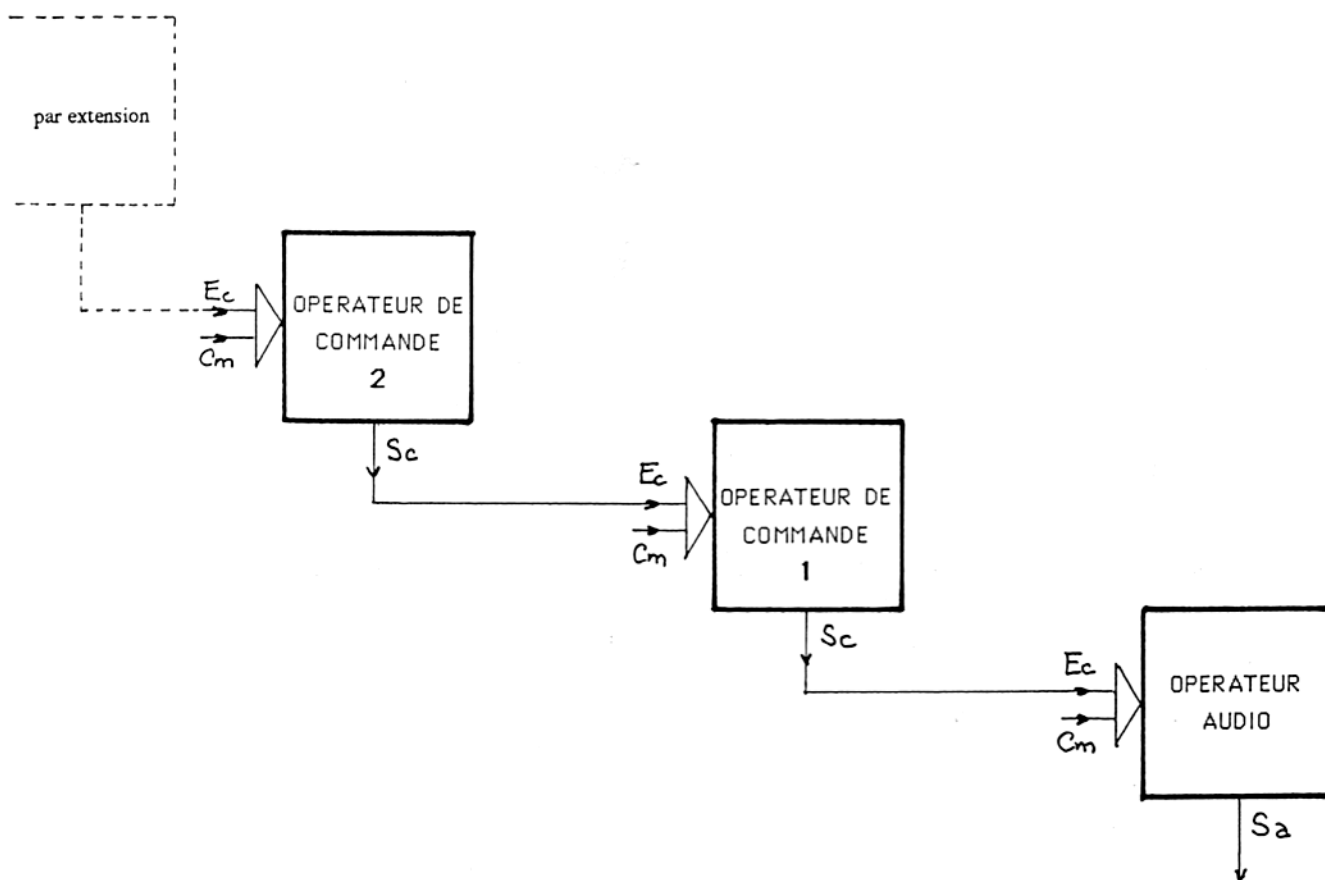 par extension
Ec
Cm
OPERATEUR DE
COMMANDE
2
Sc
Ec
Cm
OPERATEUR DE
COMMANDE
1
Sc
Ec
Cm
OPERATEUR
AUDIO
Sa